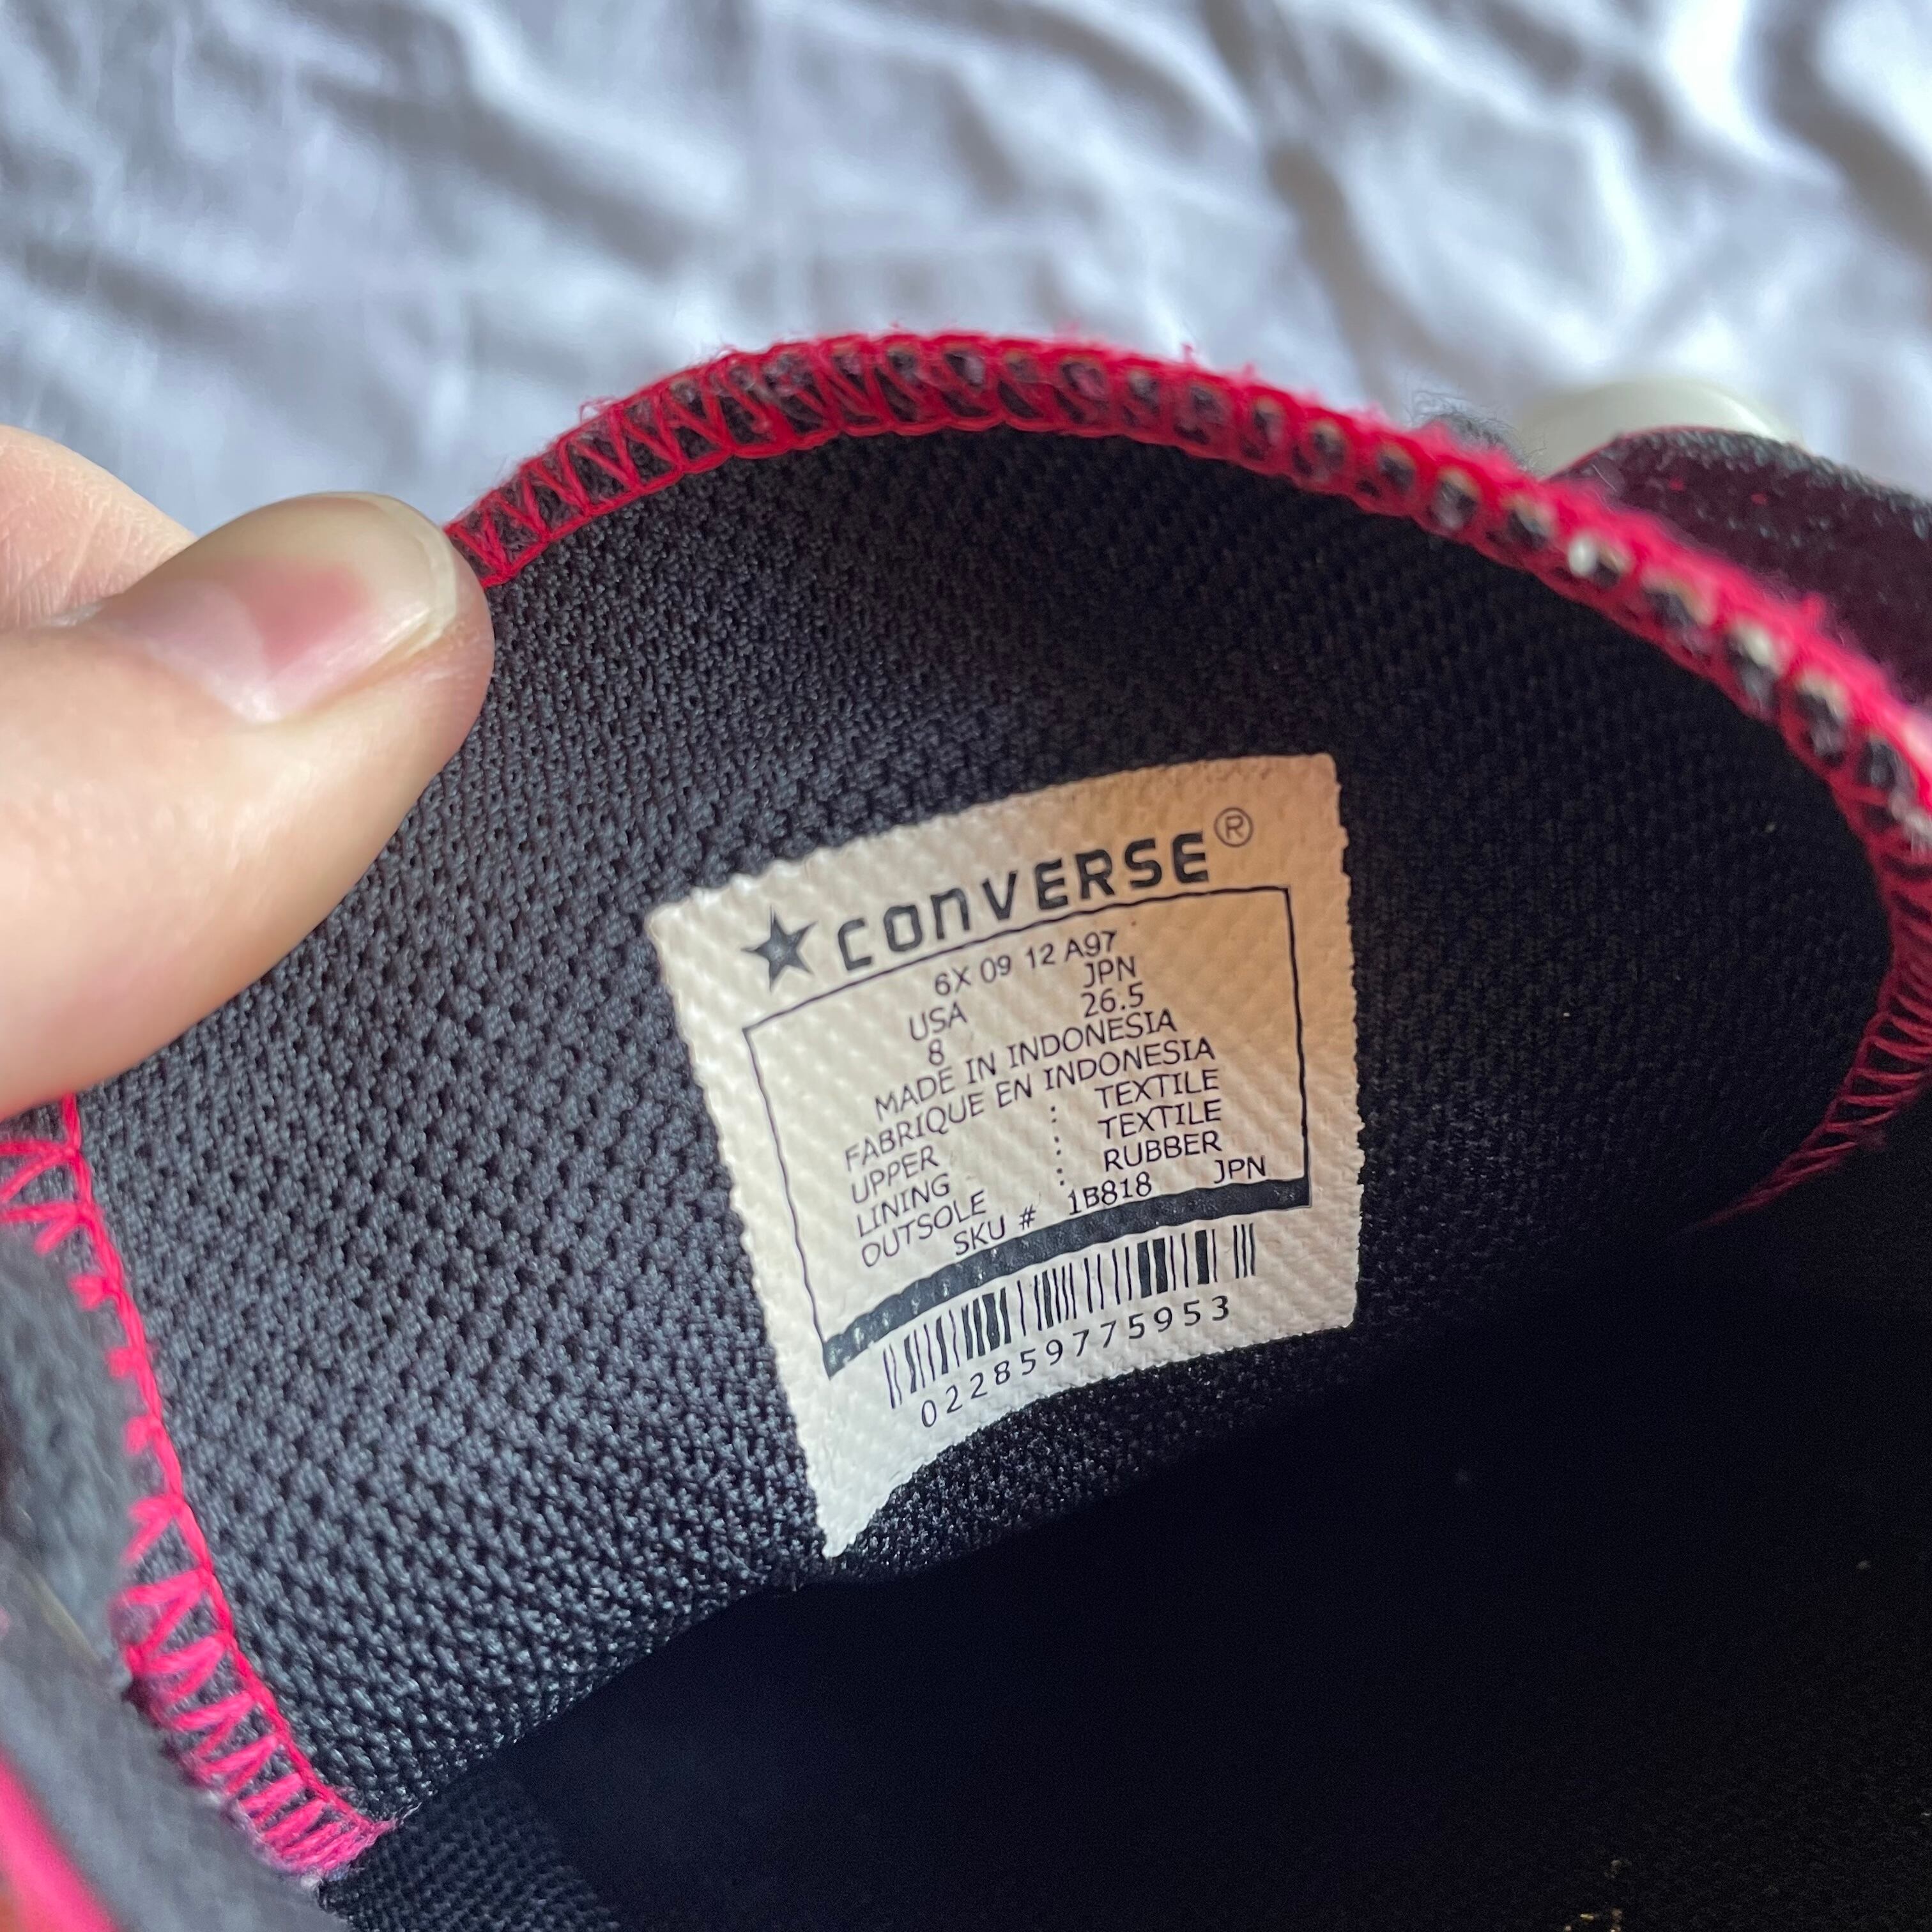 CONVERSE®
6X 09 12 A97
USA JPN
8 26.5
MADE IN INDONESIA
FABRIQUE EN INDONESIA
UPPER : TEXTILE
LINING : TEXTILE
OUTSOLE : RUBBER
SKU # 1B818 JPN
022859775953